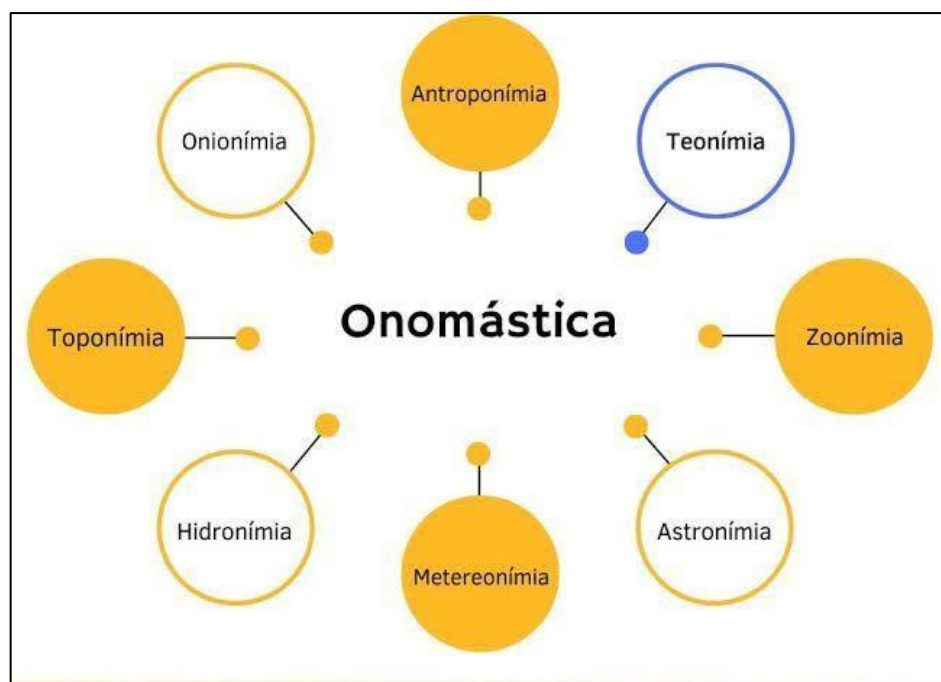 Antroponímia
Onionímia
Teonímia
Onomástica
Toponímia
Zoonímia
Hidronímia
Astronímia
Metereonímia